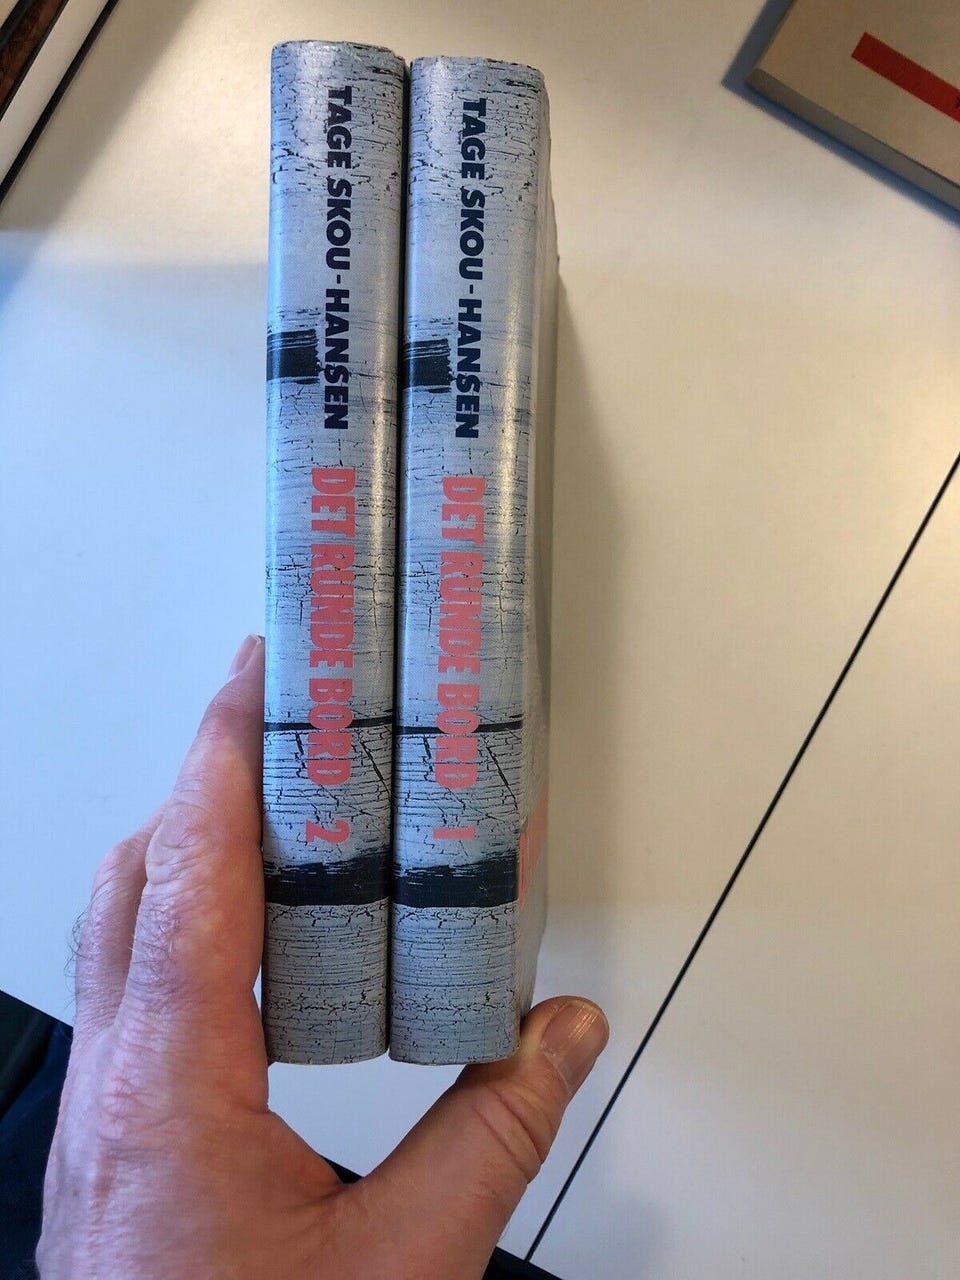 TAGE SKOU-HANSEN DET RUNDE BORD 2
TAGE SKOU-HANSEN DET RUNDE BORD 1